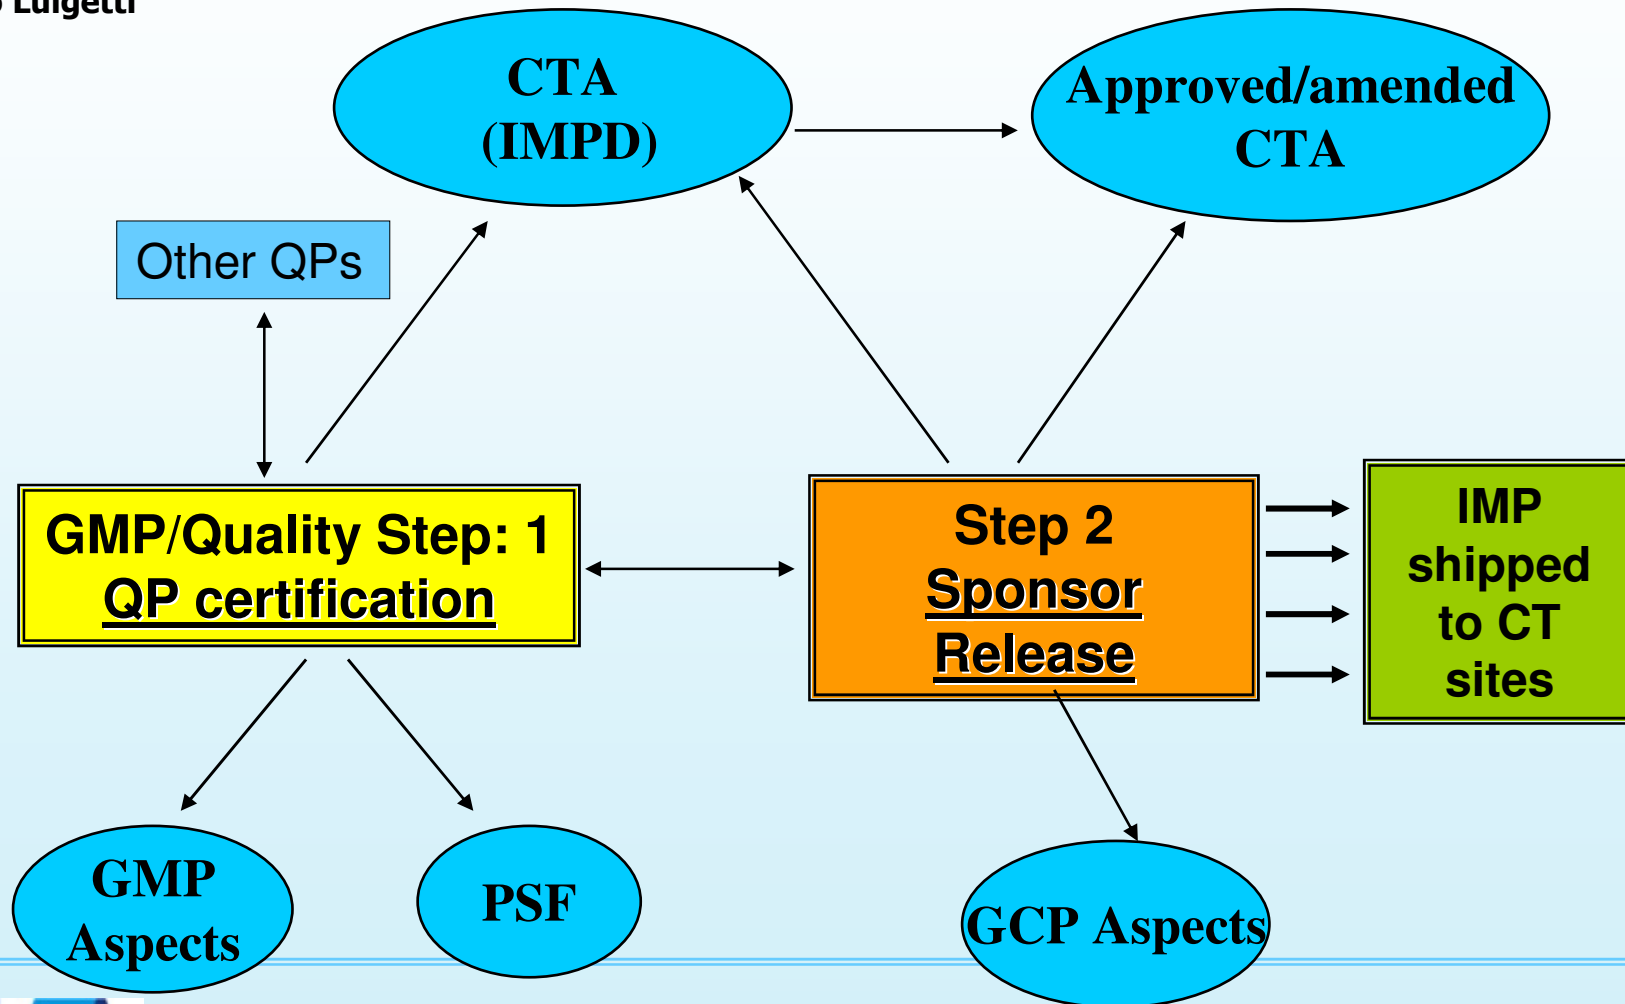 Luigetti
CTA
(IMPD)
Approved/amended
CTA
Other QPs
GMP/Quality Step: 1
QP certification
Step 2
Sponsor
Release
IMP
shipped
to CT
sites
GMP
Aspects
PSF
GCP Aspects